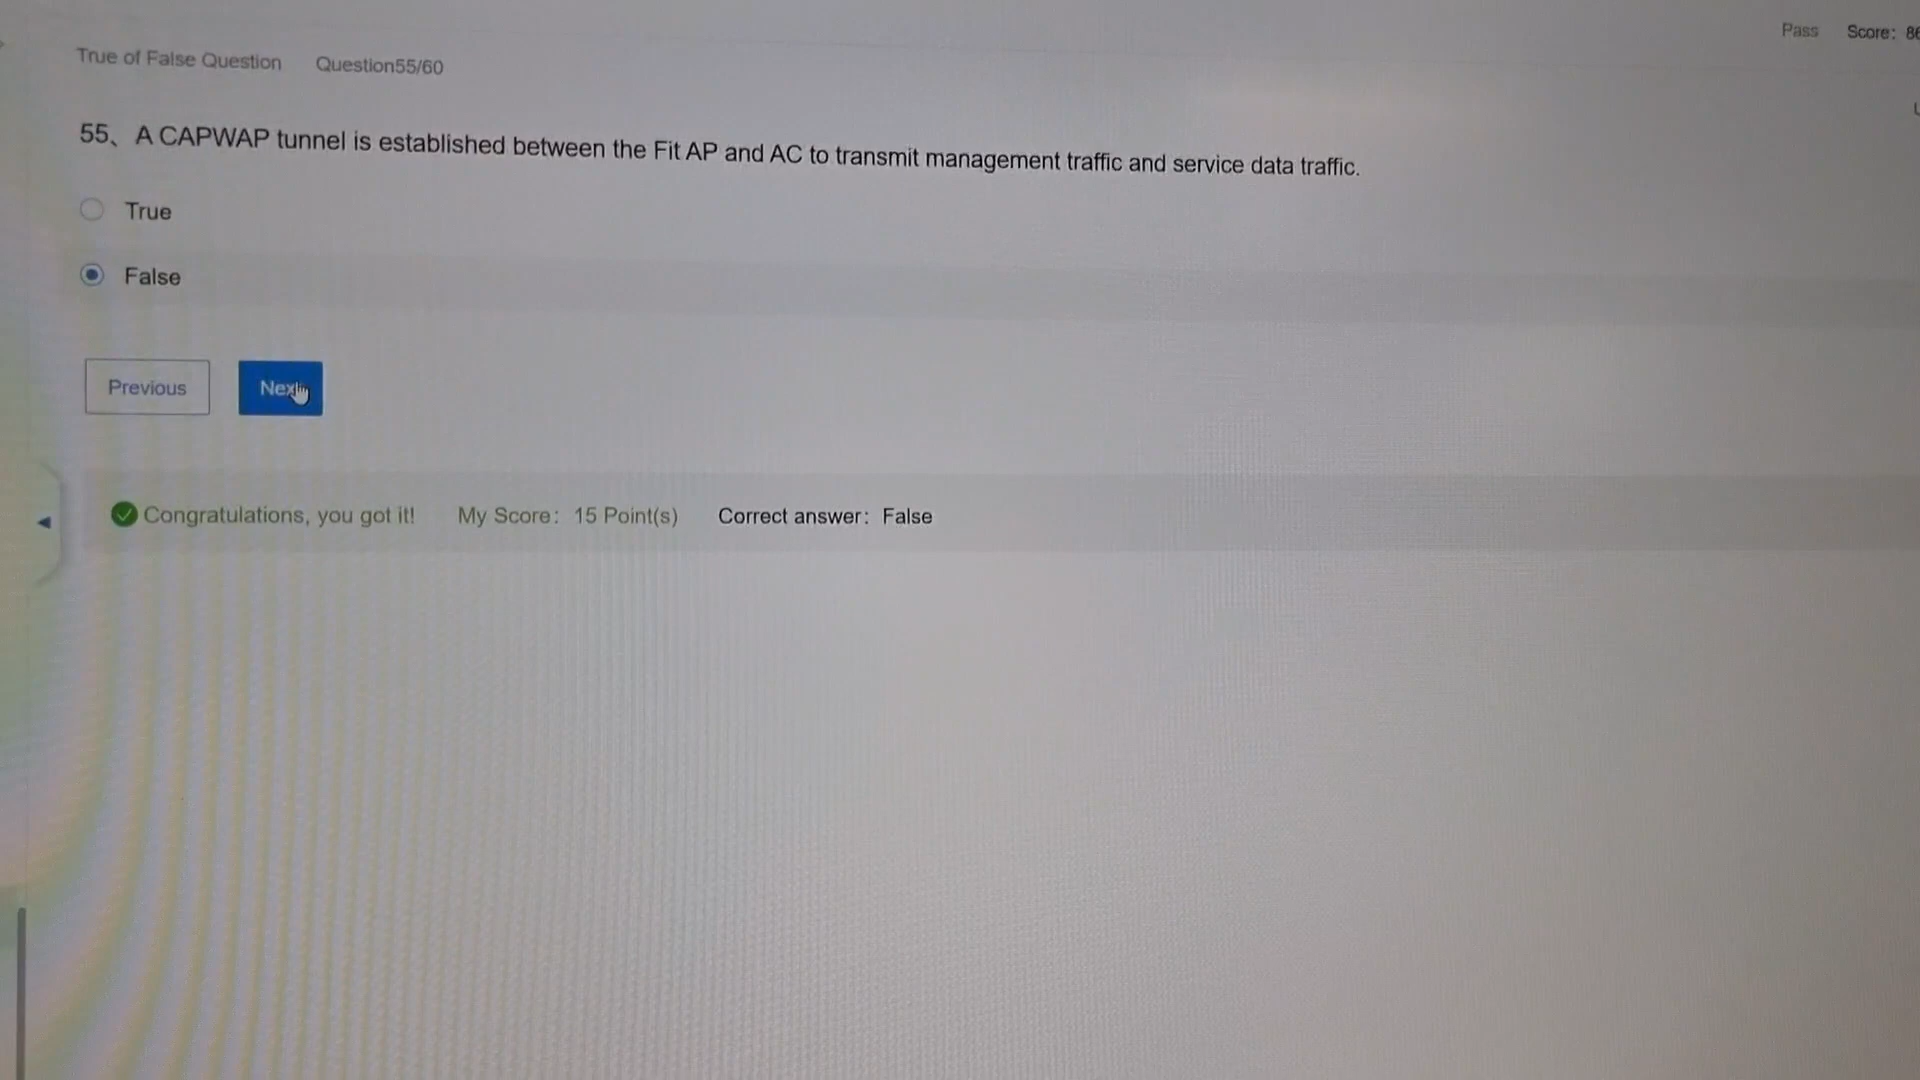 Pass Score: 86
True of False Question Question55/60
55、A CAPWAP tunnel is established between the Fit AP and AC to transmit management traffic and service data traffic.
True
False
Previous
Next
Congratulations, you got it! My Score: 15 Point(s) Correct answer: False